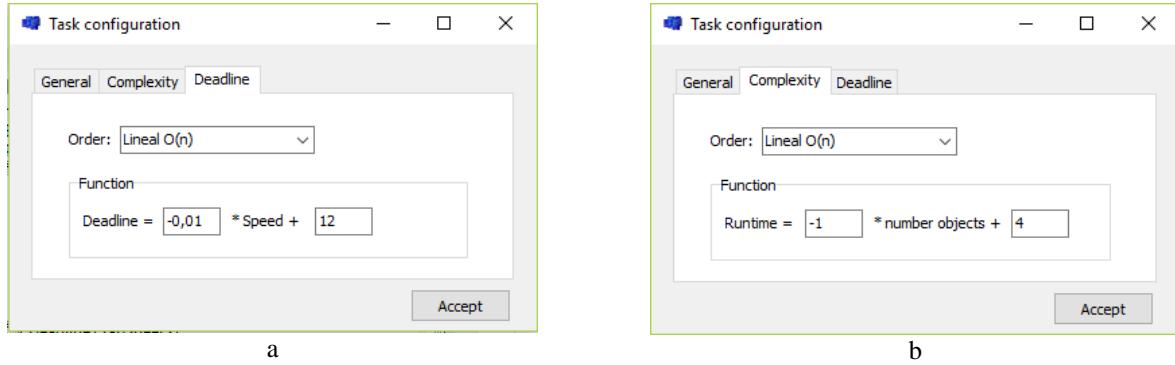 Task configuration
General Complexity Deadline
Order: Lineal O(n)
Function
Deadline = -0,01 * Speed + 12
Accept
a
Task configuration
General Complexity Deadline
Order: Lineal O(n)
Function
Runtime = -1 * number objects + 4
Accept
b